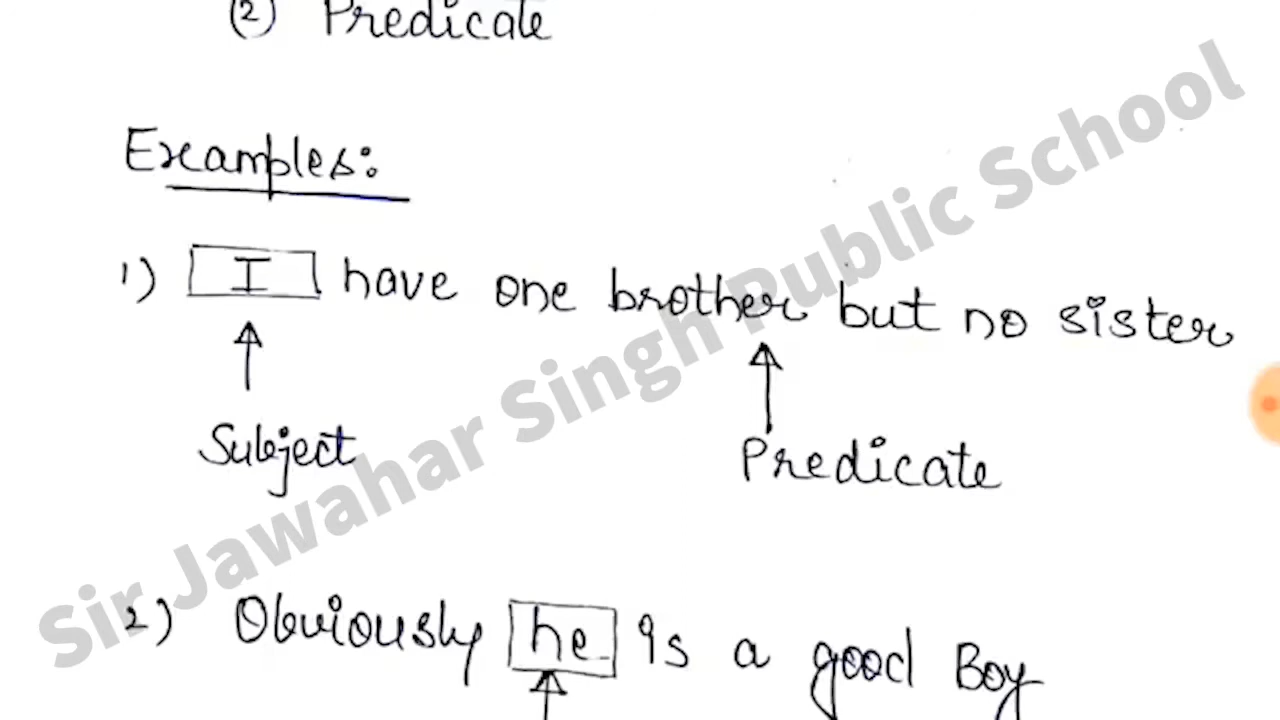 (2) Predicate
Examples:
1) I have one brother but no sister
Subject
Predicate
2) Obviously he is a good Boy
Sir Jawahar Singh Public School